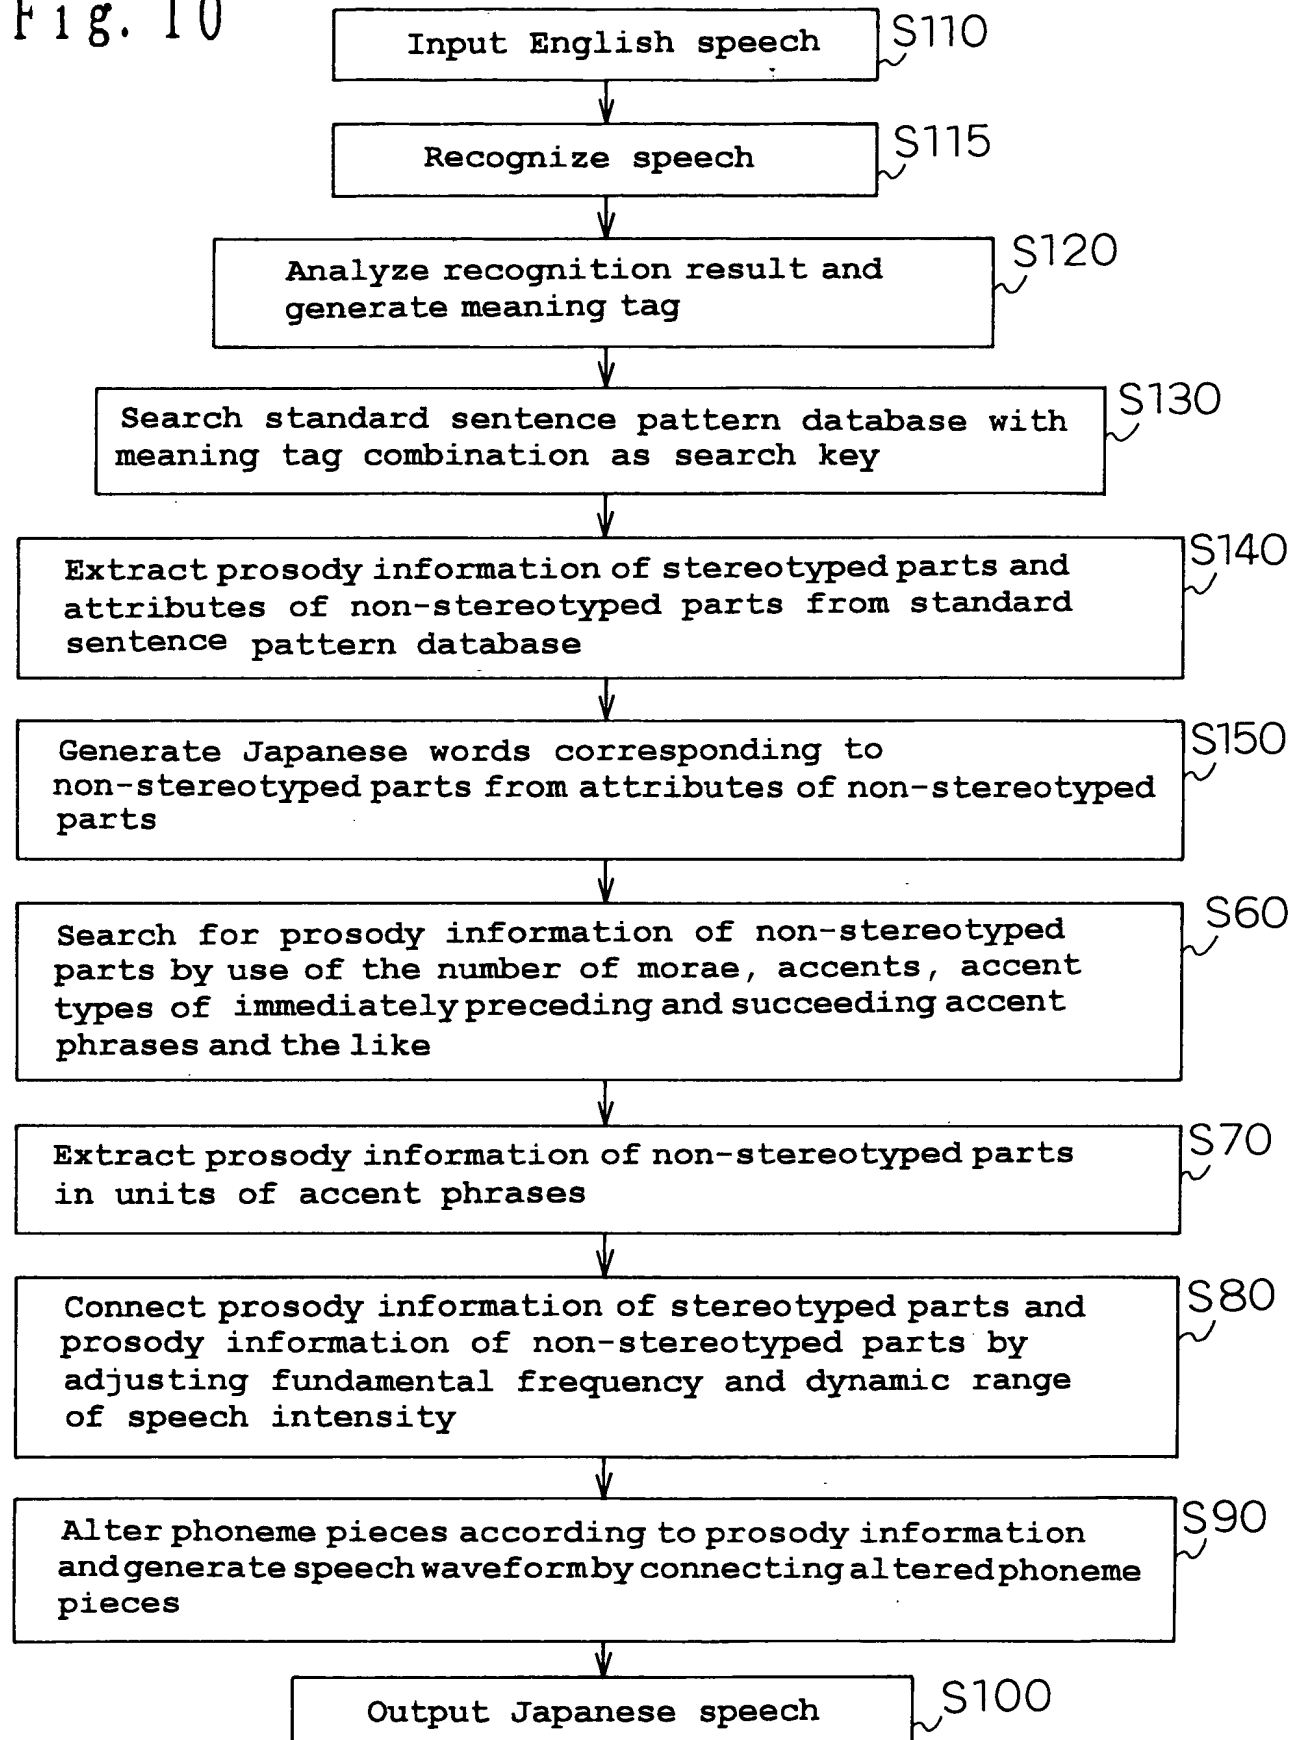 Fig. 10
Input English speech
S110
Recognize speech
S115
Analyze recognition result and
generate meaning tag
S120
Search standard sentence pattern database with
meaning tag combination as search key
S130
Extract prosody information of stereotyped parts and
attributes of non-stereotyped parts from standard
sentence pattern database
S140
Generate Japanese words corresponding to
non-stereotyped parts from attributes of non-stereotyped
parts
S150
Search for prosody information of non-stereotyped
parts by use of the number of morae, accents, accent
types of immediately preceding and succeeding accent
phrases and the like
S60
Extract prosody information of non-stereotyped parts
in units of accent phrases
S70
Connect prosody information of stereotyped parts and
prosody information of non-stereotyped parts by
adjusting fundamental frequency and dynamic range
of speech intensity
S80
Alter phoneme pieces according to prosody information
and generate speech waveform by connecting altered phoneme
pieces
S90
Output Japanese speech
S100